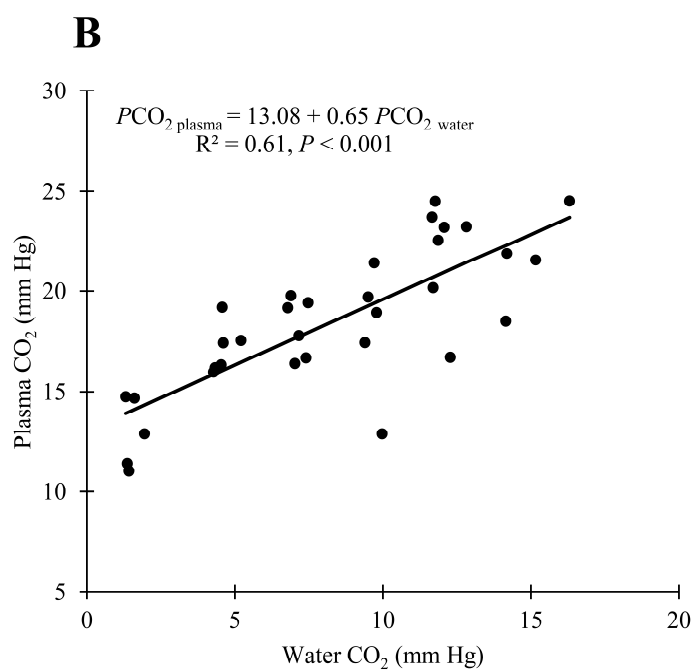 B
PCO₂ plasma = 13.08 + 0.65 PCO₂ water
R² = 0.61, P < 0.001
30
25
20
15
10
5
Plasma CO₂ (mm Hg)
0 5 10 15 20
Water CO₂ (mm Hg)